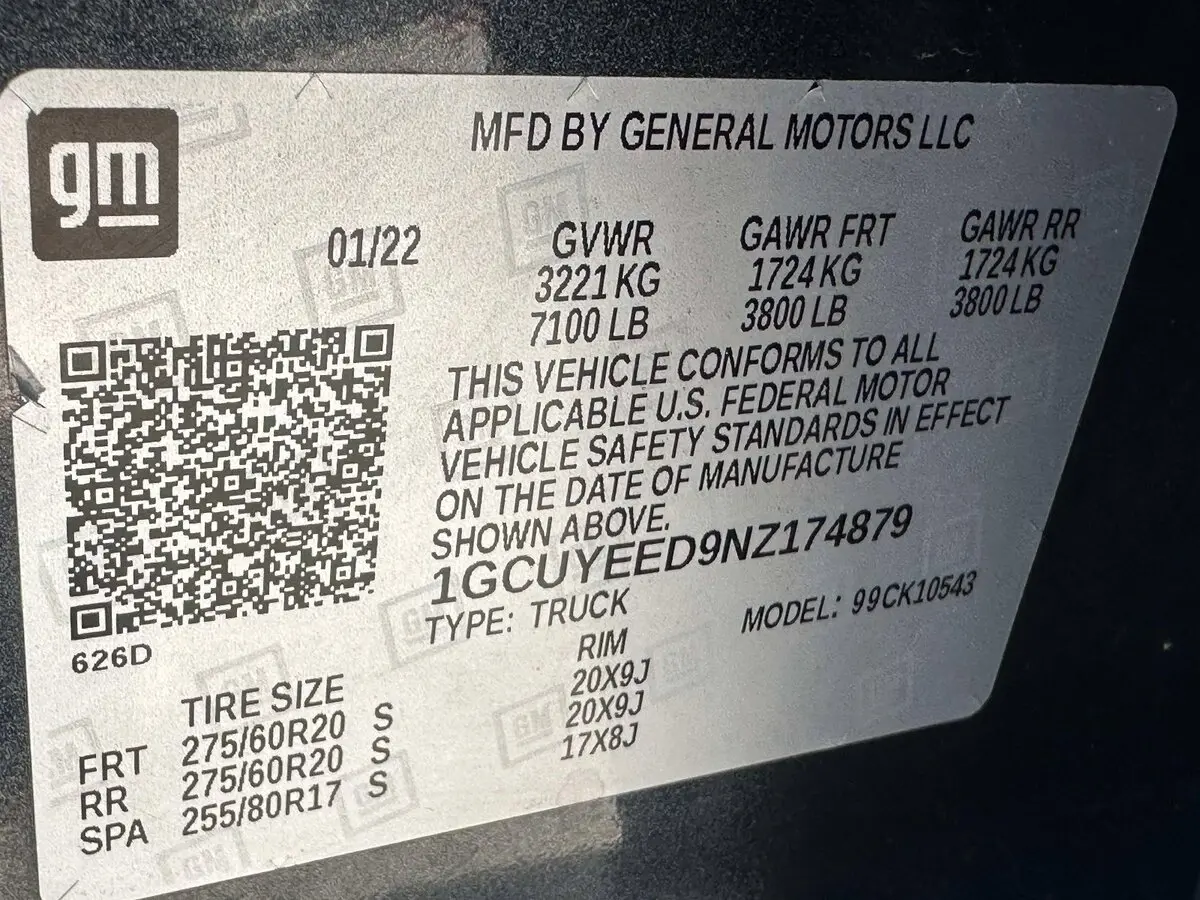 gm
MFD BY GENERAL MOTORS LLC
01/22
GVWR GAWR FRT GAWR RR
3221 KG 1724 KG 1724 KG
7100 LB 3800 LB 3800 LB
THIS VEHICLE CONFORMS TO ALL
APPLICABLE U.S. FEDERAL MOTOR
VEHICLE SAFETY STANDARDS IN EFFECT
ON THE DATE OF MANUFACTURE
SHOWN ABOVE.
1GCUYEED9NZ174879
TYPE: TRUCK MODEL: 99CK10543
626D
TIRE SIZE RIM
FRT 275/60R20 S 20X9J
RR 275/60R20 S 20X9J
SPA 255/80R17 S 17X8J